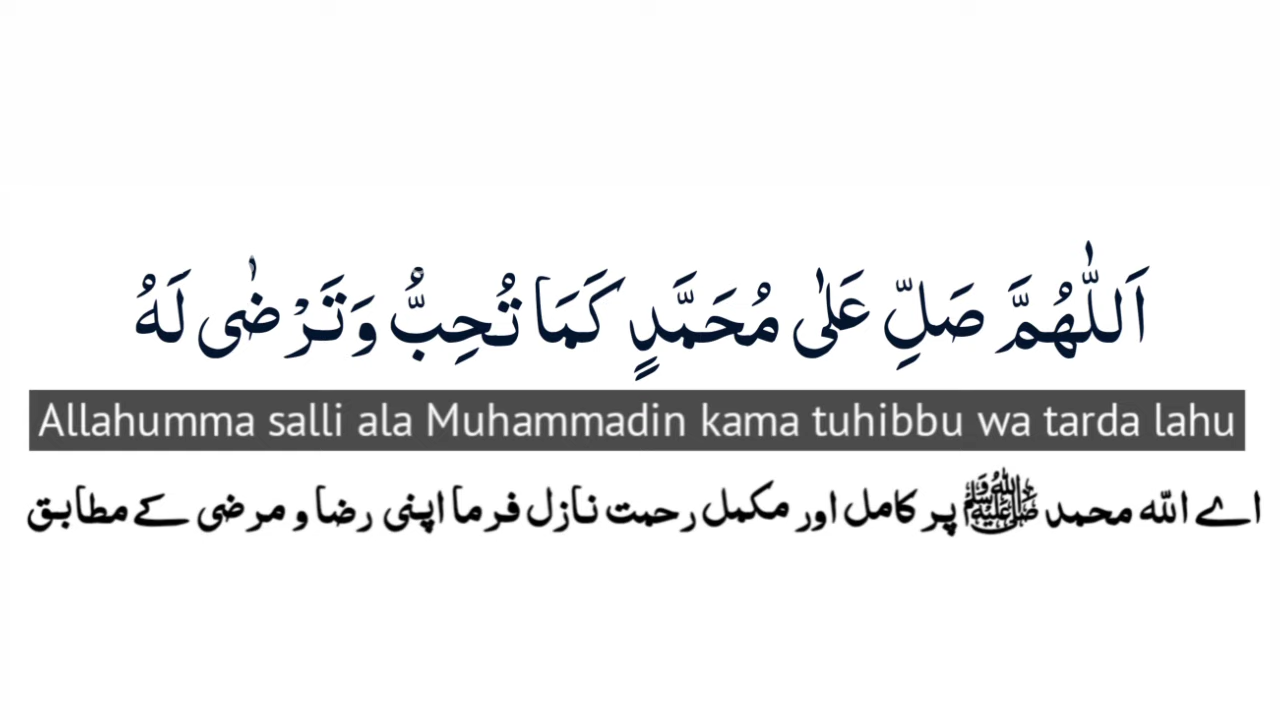 اَللّٰهُمَّ صَلِّ عَلٰى مُحَمَّدٍ كَمَا تُحِبُّ وَتَرْضٰى لَهُ
Allahumma salli ala Muhammadin kama tuhibbu wa tarda lahu
اے اللہ محمد ﷺ پر کامل اور مکمل رحمت نازل فرما اپنی رضا و مرضی کے مطابق